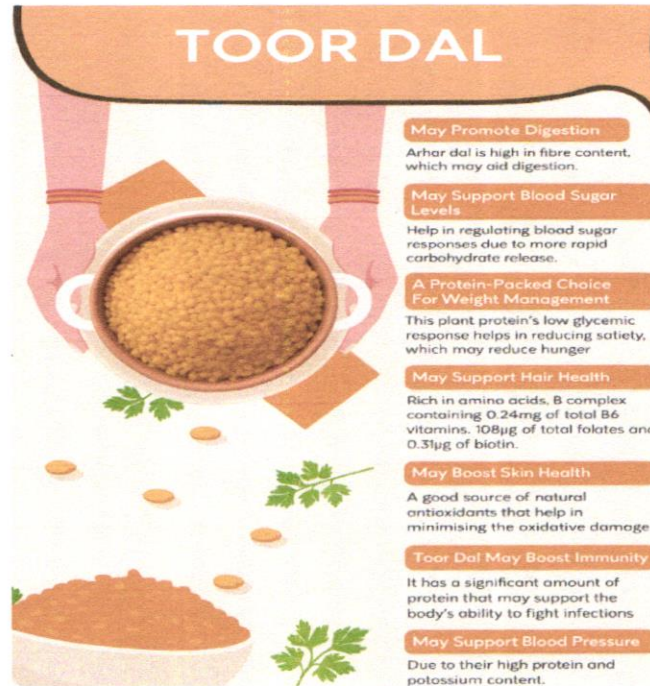 TOOR DAL
May Promote Digestion
Arhar dal is high in fibre content,
which may aid digestion.
May Support Blood Sugar
Levels
Help in regulating blood sugar
responses due to more rapid
carbohydrate release.
A Protein-Packed Choice
For Weight Management
This plant protein's low glycemic
response helps in reducing satiety,
which may reduce hunger
May Support Hair Health
Rich in amino acids, B complex
containing 0.24mg of total B6
vitamins. 108µg of total folates and
0.31µg of biotin.
May Boost Skin Health
A good source of natural
antioxidants that help in
minimising the oxidative damage
Toor Dal May Boost Immunity
It has a significant amount of
protein that may support the
body's ability to fight infections
May Support Blood Pressure
Due to their high protein and
potossium content.